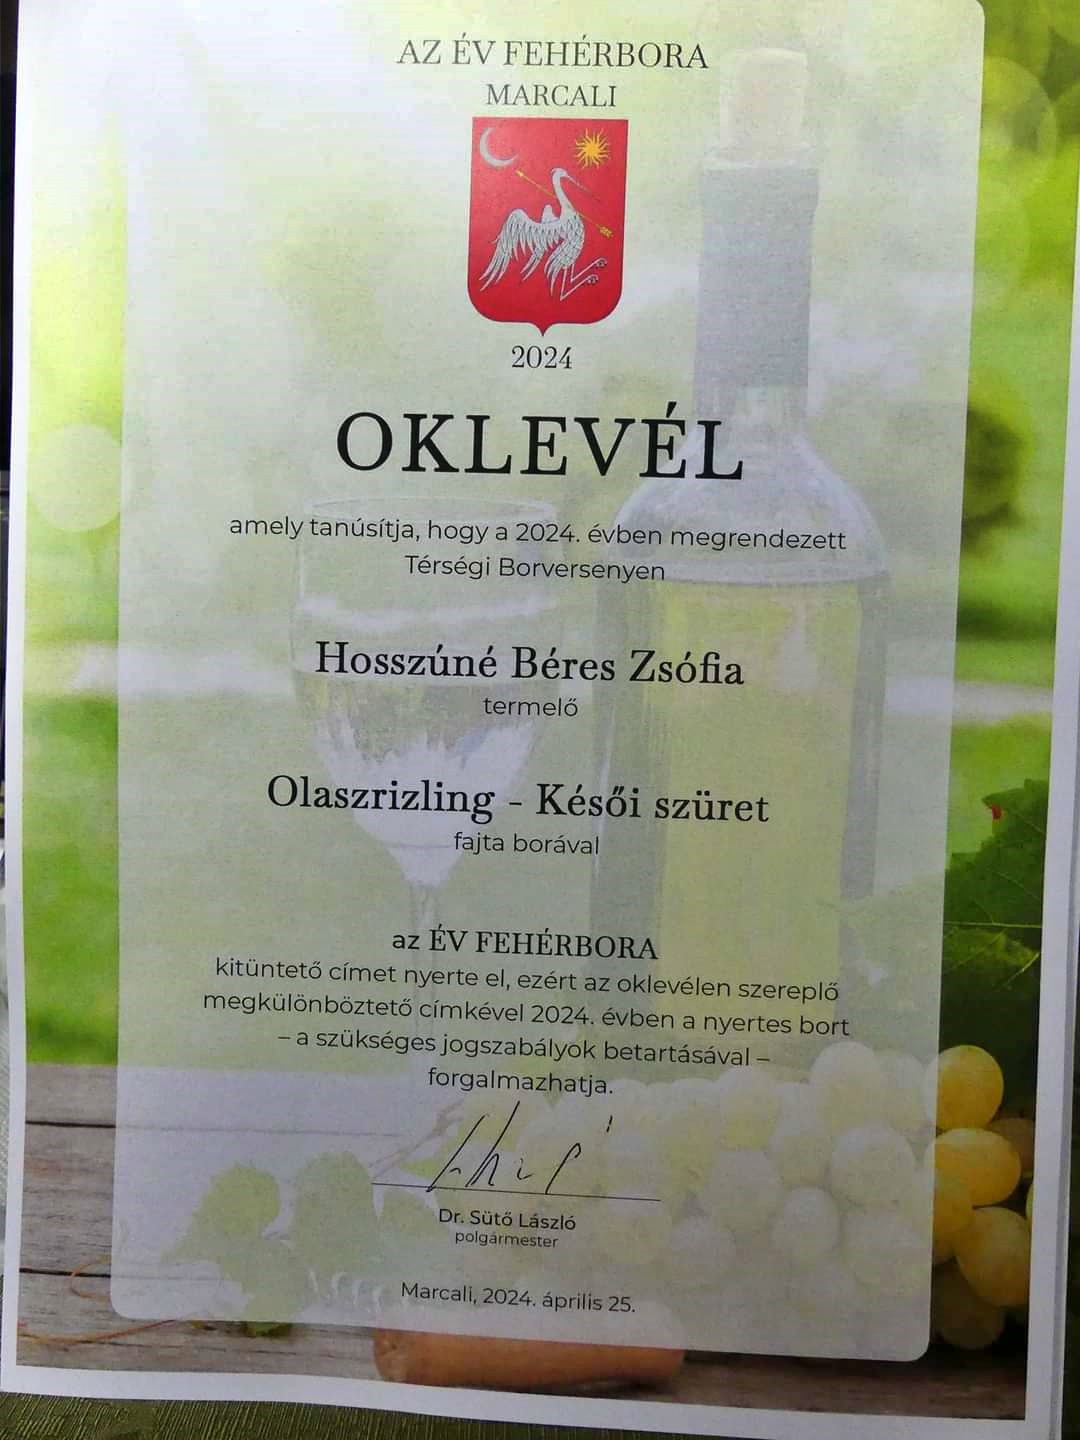 AZ ÉV FEHÉRBORA
MARCALI
2024
OKLEVÉL
amely tanúsítja, hogy a 2024. évben megrendezett
Térségi Borversenyen
Hosszúné Béres Zsófia
termelő
Olaszrizling - Késői szüret
fajta borával
az ÉV FEHÉRBORA
kitüntető címet nyerte el, ezért az oklevélen szereplő
megkülönböztető címkével 2024. évben a nyertes bort
– a szükséges jogszabályok betartásával –
forgalmazhatja.
Dr. Sütő László
polgármester
Marcali, 2024. április 25.